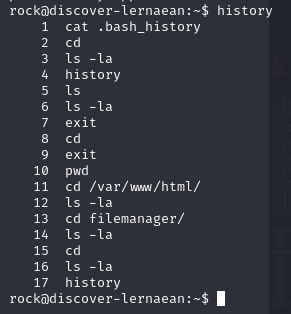 rock@discover-lernaean:~$ history
1 cat .bash_history
2 cd
3 ls -la
4 history
5 ls
6 ls -la
7 exit
8 cd
9 exit
10 pwd
11 cd /var/www/html/
12 ls -la
13 cd filemanager/
14 ls -la
15 cd
16 ls -la
17 history
rock@discover-lernaean:~$